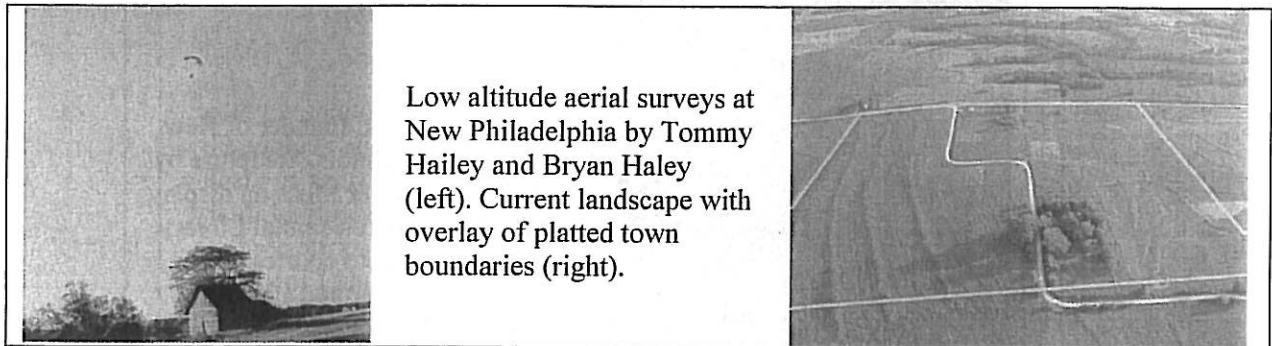 Low altitude aerial surveys at
New Philadelphia by Tommy
Hailey and Bryan Haley
(left). Current landscape with
overlay of platted town
boundaries (right).